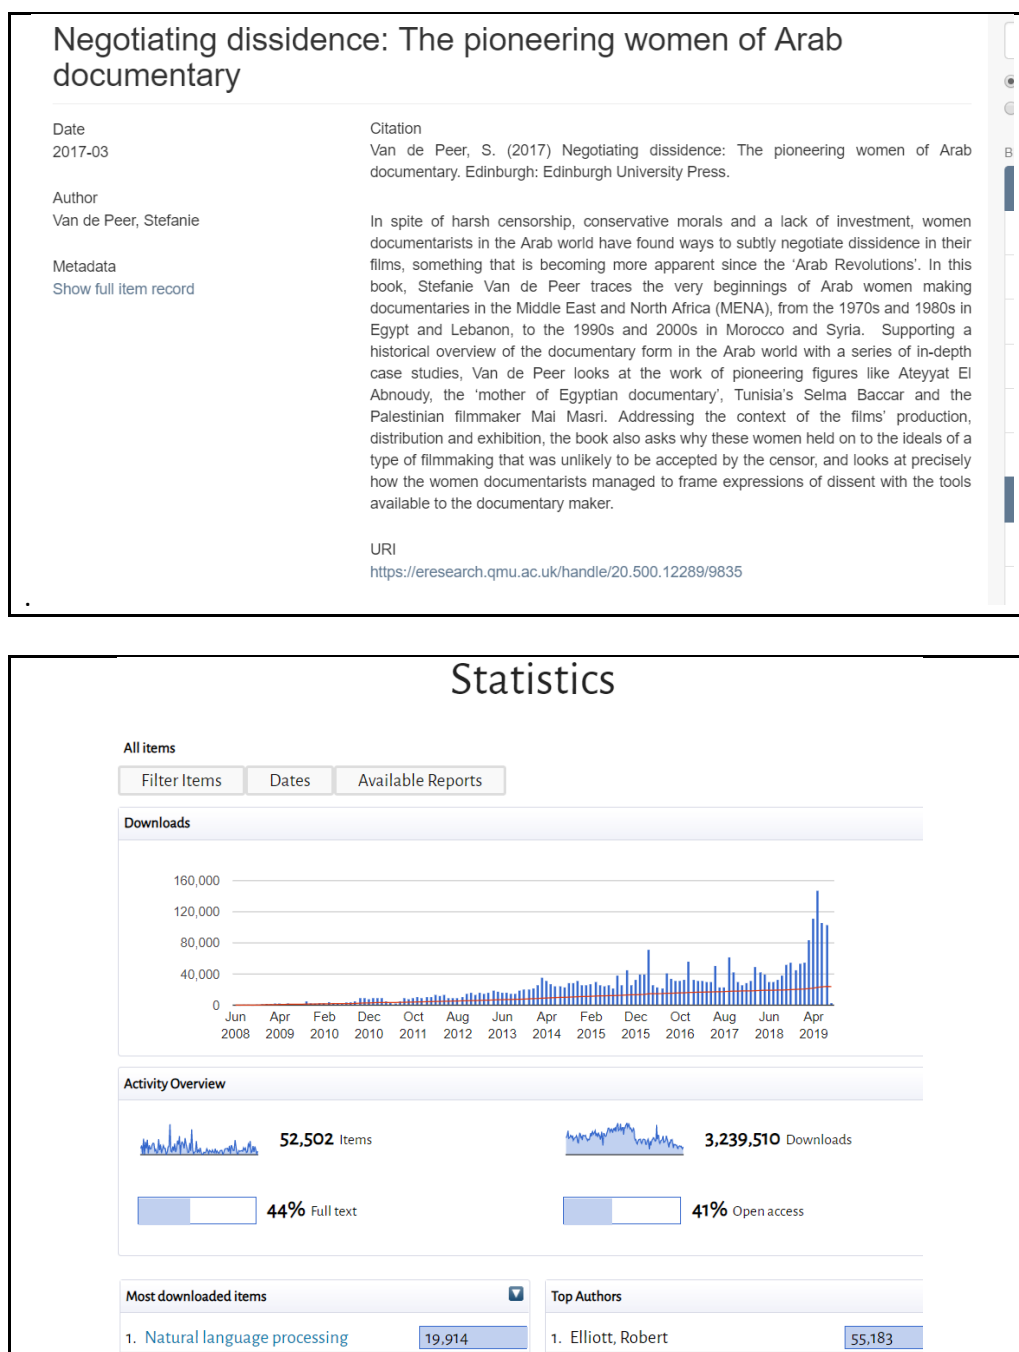 Negotiating dissidence: The pioneering women of Arab
documentary
Date
2017-03
Author
Van de Peer, Stefanie
Metadata
Show full item record
Citation
Van de Peer, S. (2017) Negotiating dissidence: The pioneering women of Arab
documentary. Edinburgh: Edinburgh University Press.
In spite of harsh censorship, conservative morals and a lack of investment, women
documentarists in the Arab world have found ways to subtly negotiate dissidence in their
films, something that is becoming more apparent since the ‘Arab Revolutions’. In this
book, Stefanie Van de Peer traces the very beginnings of Arab women making
documentaries in the Middle East and North Africa (MENA), from the 1970s and 1980s in
Egypt and Lebanon, to the 1990s and 2000s in Morocco and Syria. Supporting a
historical overview of the documentary form in the Arab world with a series of in-depth
case studies, Van de Peer looks at the work of pioneering figures like Ateyyat El
Abnoudy, the ‘mother of Egyptian documentary’, Tunisia’s Selma Baccar and the
Palestinian filmmaker Mai Masri. Addressing the context of the films’ production,
distribution and exhibition, the book also asks why these women held on to the ideals of a
type of filmmaking that was unlikely to be accepted by the censor, and looks at precisely
how the women documentarists managed to frame expressions of dissent with the tools
available to the documentary maker.
URI
https://eresearch.qmu.ac.uk/handle/20.500.12289/9835
.
Statistics
All items
Filter Items Dates Available Reports
Downloads
160,000
120,000
80,000
40,000
0
Jun Apr Feb Dec Oct Aug Jun Apr Feb Dec Oct Aug Jun Apr
2008 2009 2010 2010 2011 2012 2013 2014 2015 2015 2016 2017 2018 2019
Activity Overview
52,502 Items 3,239,510 Downloads
44% Full text 41% Open access
Most downloaded items
1. Natural language processing 19,914
Top Authors
1. Elliott, Robert 55,183